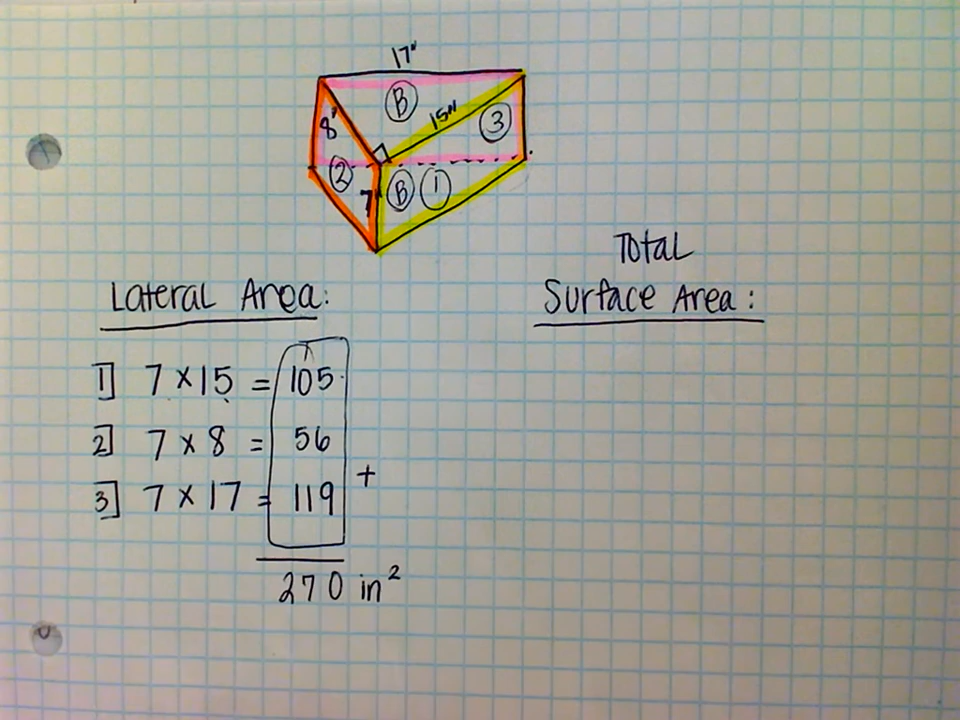 17"
B
15"
8"
3
2
7"
B 1
Total
Surface Area:
Lateral Area:
1] 7 × 15 = 105
2] 7 × 8 = 56
3] 7 × 17 = 119
+
270 in²